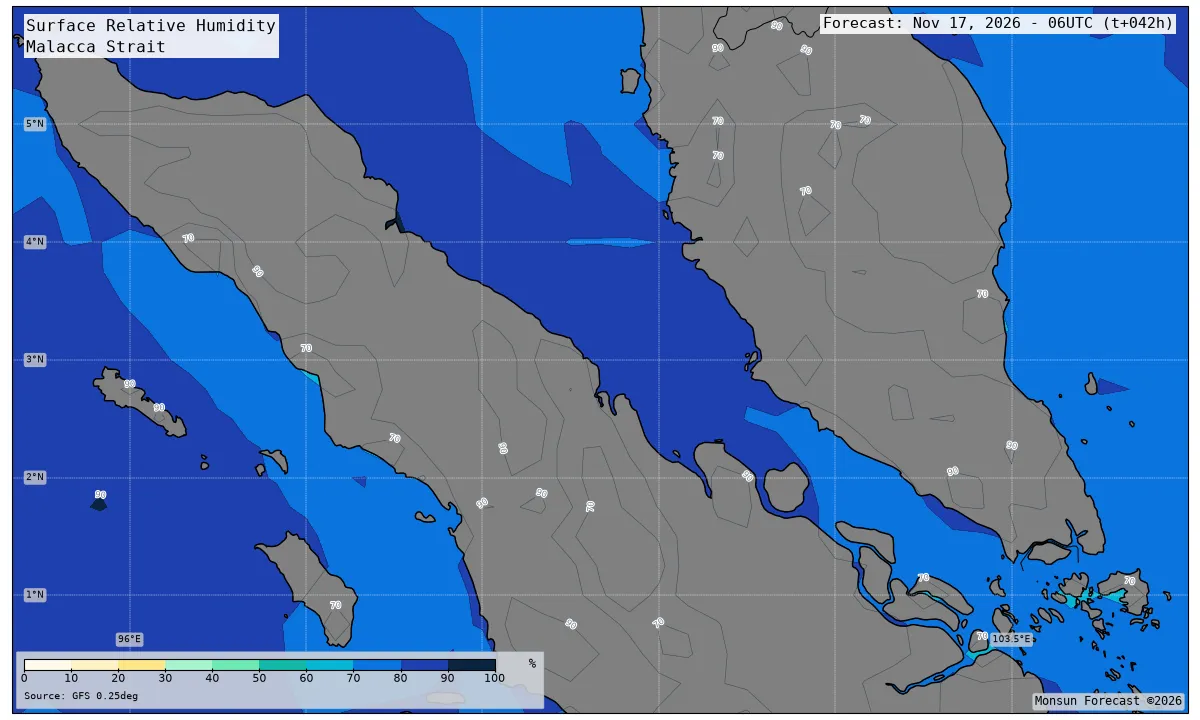 Surface Relative Humidity
Malacca Strait
Forecast: Nov 17, 2026 - 06UTC (t+042h)
90
90 90
5°N
70 70 70
70
70
4°N
70
90
70
3°N
70
90
90
70
90
90
90
2°N
90
90
90 90
70
1°N
70
70
70
90
70
96°E
70
103.5°E
%
0 10 20 30 40 50 60 70 80 90 100
Source: GFS 0.25deg
Monsun Forecast ©2026